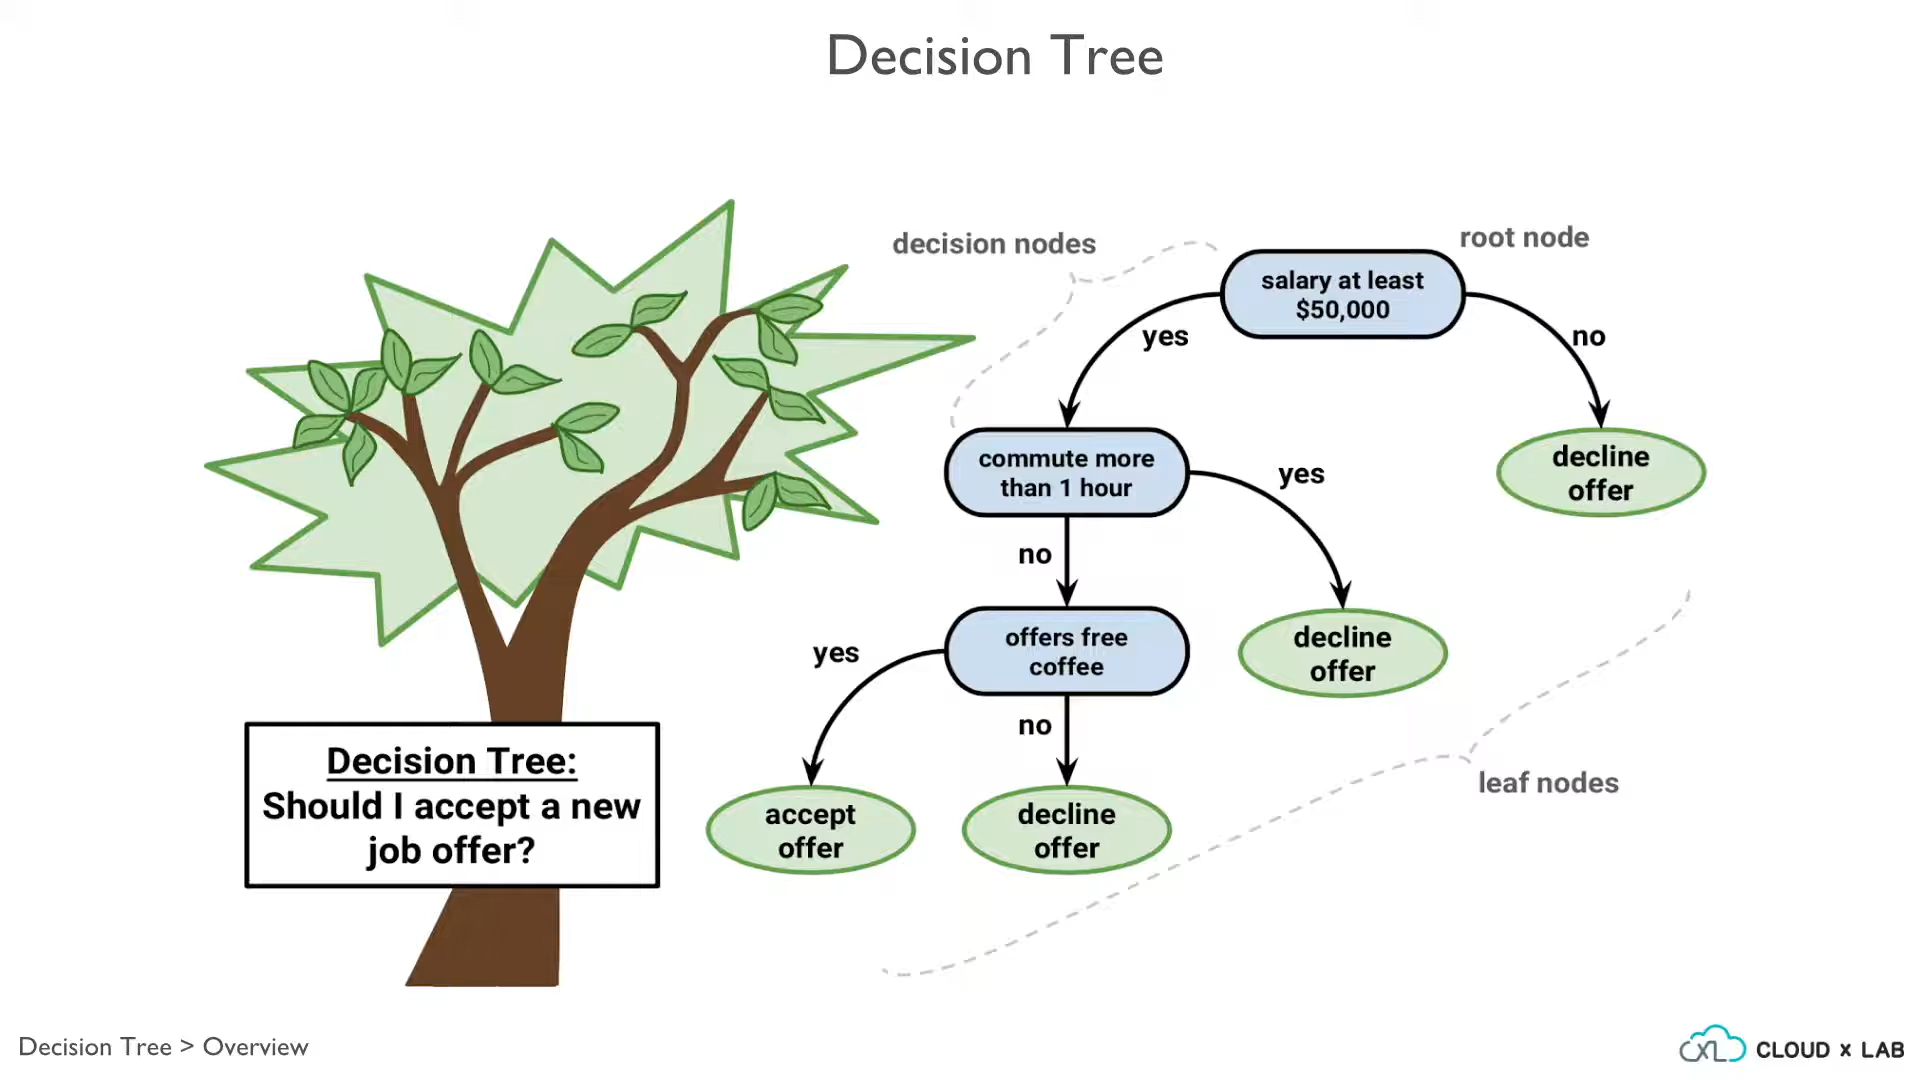 Decision Tree
decision nodes
root node
salary at least
$50,000
yes
no
commute more
than 1 hour
yes
decline
offer
no
offers free
coffee
yes
decline
offer
no
accept
offer
decline
offer
leaf nodes
Decision Tree:
Should I accept a new
job offer?
Decision Tree > Overview
CXL CLOUD x LAB